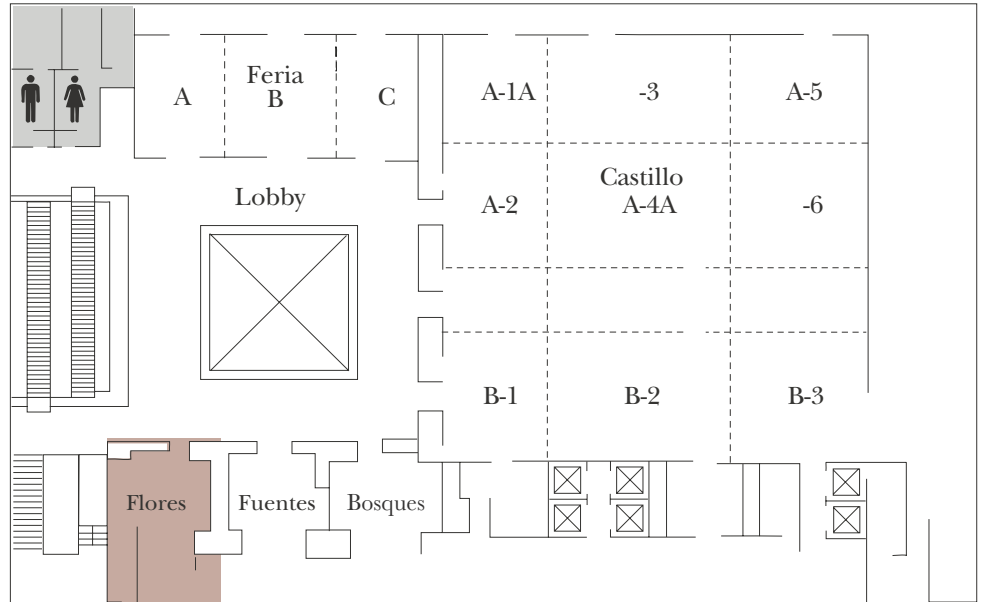 Feria
A
B
C
A-1A
-3
A-5
Lobby
Castillo
A-2
A-4A
-6
B-1
B-2
B-3
Flores
Fuentes
Bosques